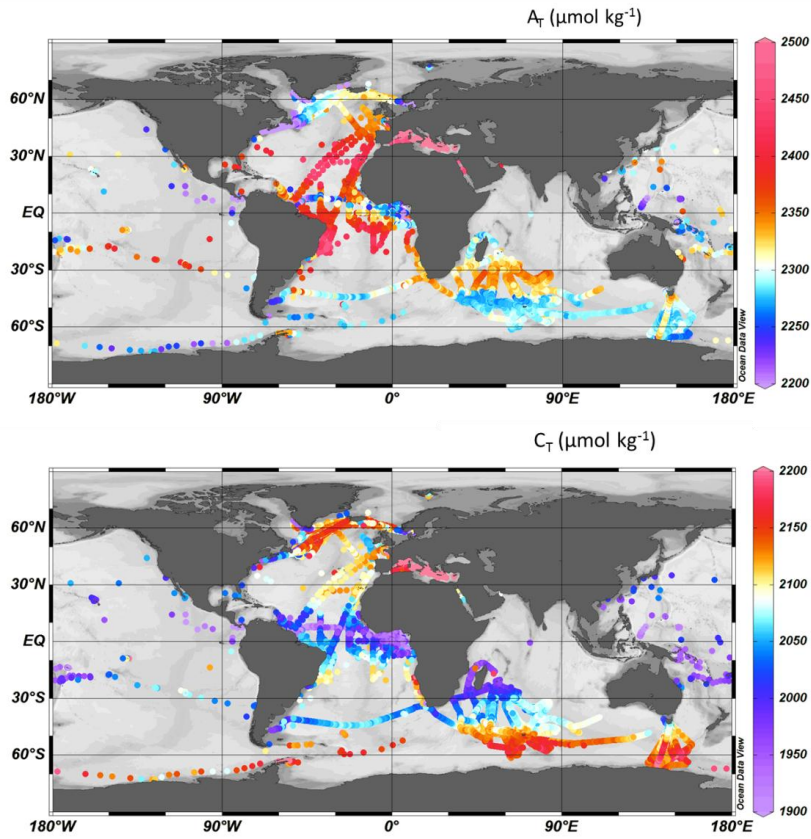 A_T (µmol kg⁻¹)
60°N
30°N
EQ
30°S
60°S
180°W
90°W
0°
90°E
180°E
Ocean Data View
2500
2450
2400
2350
2300
2250
2200
C_T (µmol kg⁻¹)
60°N
30°N
EQ
30°S
60°S
180°W
90°W
0°
90°E
180°E
Ocean Data View
2200
2150
2100
2050
2000
1950
1900